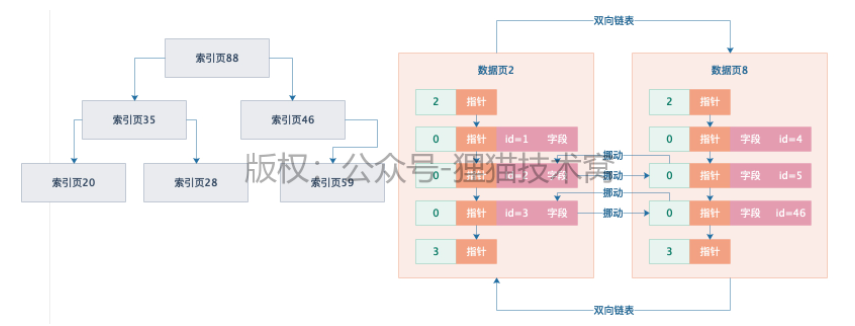 双向链表
索引页88
索引页35
索引页46
索引页20
索引页28
索引页59
数据页2
2 指针
0 指针 id=1 字段
0 指针 id=2 字段
0 指针 id=3 字段
3 指针
挪动
挪动
挪动
挪动
数据页8
2 指针
0 指针 字段 id=4
0 指针 字段 id=5
0 指针 字段 id=46
3 指针
双向链表
版权：公众号-狸猫技术窝